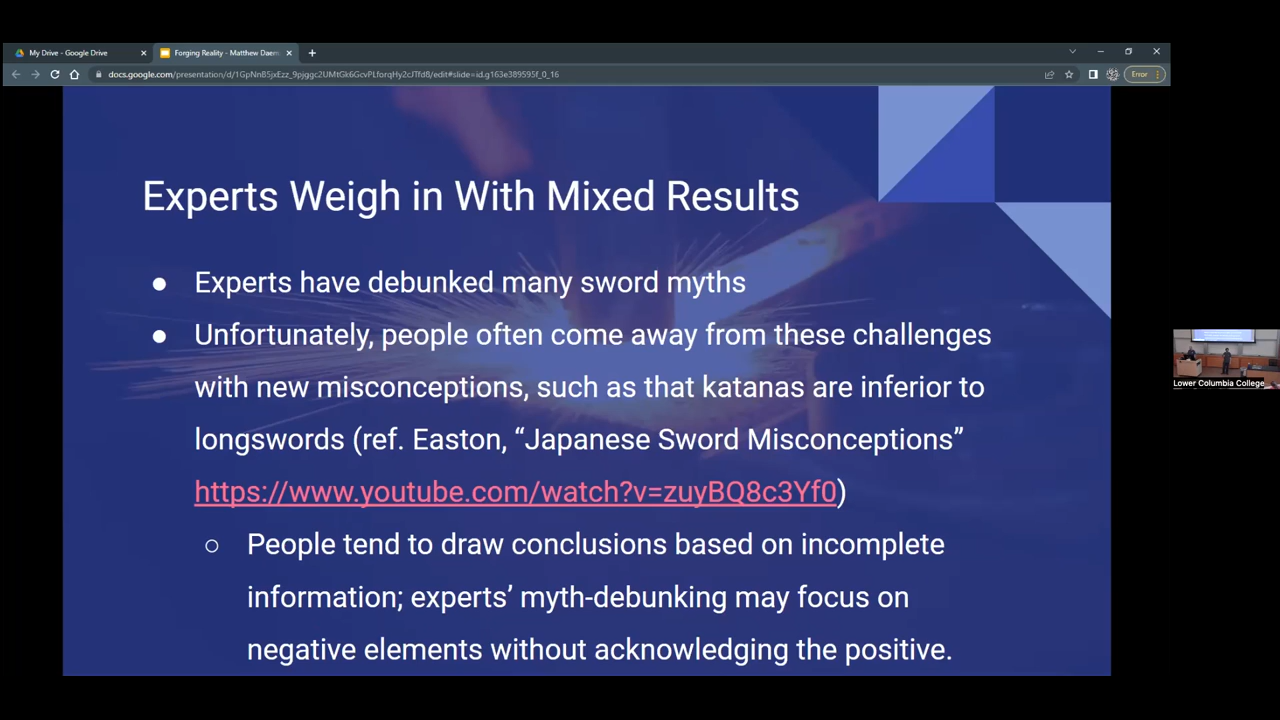 My Drive - Google Drive
Forging Reality - Matthew Daem
docs.google.com/presentation/d/1GpNnB5jxEzz_9pjggc2UMtGk6GcvPLforqHy2cJTfd8/edit#slide=id.g163e389595f_0_16
Error
Experts Weigh in With Mixed Results
● Experts have debunked many sword myths
● Unfortunately, people often come away from these challenges
with new misconceptions, such as that katanas are inferior to
longswords (ref. Easton, “Japanese Sword Misconceptions”
https://www.youtube.com/watch?v=zuyBQ8c3Yf0)
○ People tend to draw conclusions based on incomplete
information; experts’ myth-debunking may focus on
negative elements without acknowledging the positive.
Lower Columbia College